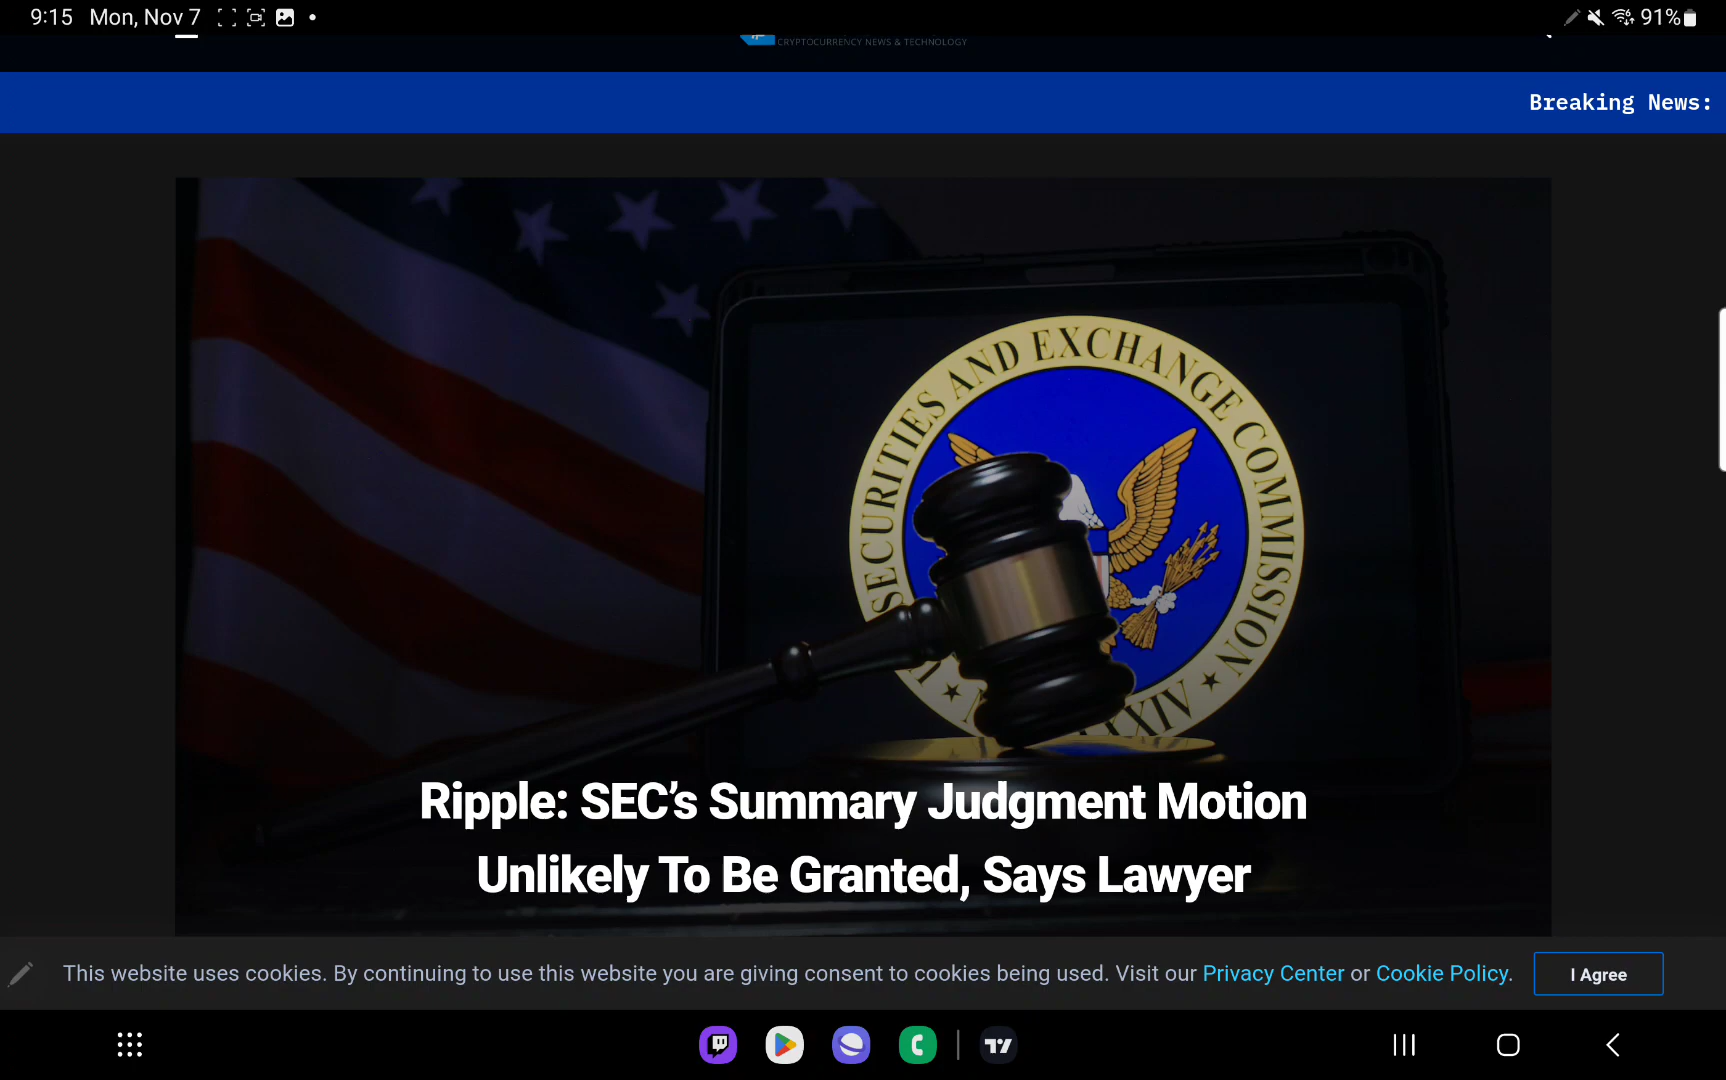 9:15 Mon, Nov 7
91%
CRYPTOCURRENCY NEWS & TECHNOLOGY
Breaking News:
SECURITIES AND EXCHANGE COMMISSION
Ripple: SEC’s Summary Judgment Motion
Unlikely To Be Granted, Says Lawyer
This website uses cookies. By continuing to use this website you are giving consent to cookies being used. Visit our Privacy Center or Cookie Policy.
I Agree